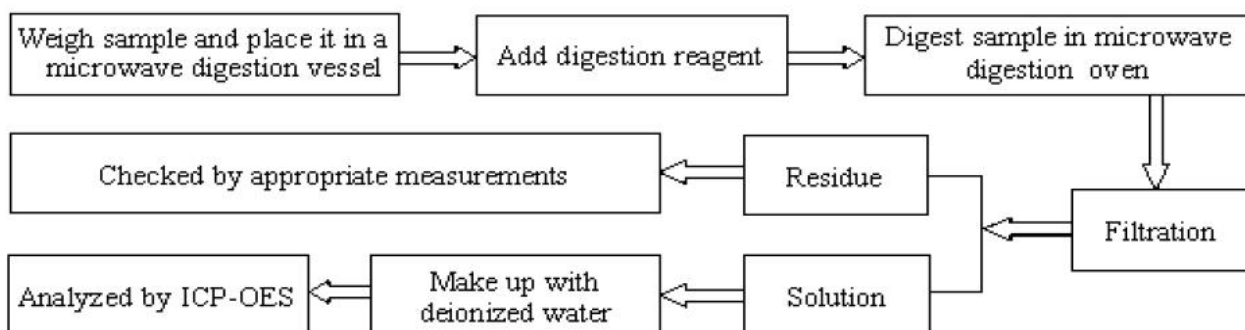 Weigh sample and place it in a
microwave digestion vessel
Add digestion reagent
Digest sample in microwave
digestion oven
Filtration
Residue
Checked by appropriate measurements
Solution
Make up with
deionized water
Analyzed by ICP-OES